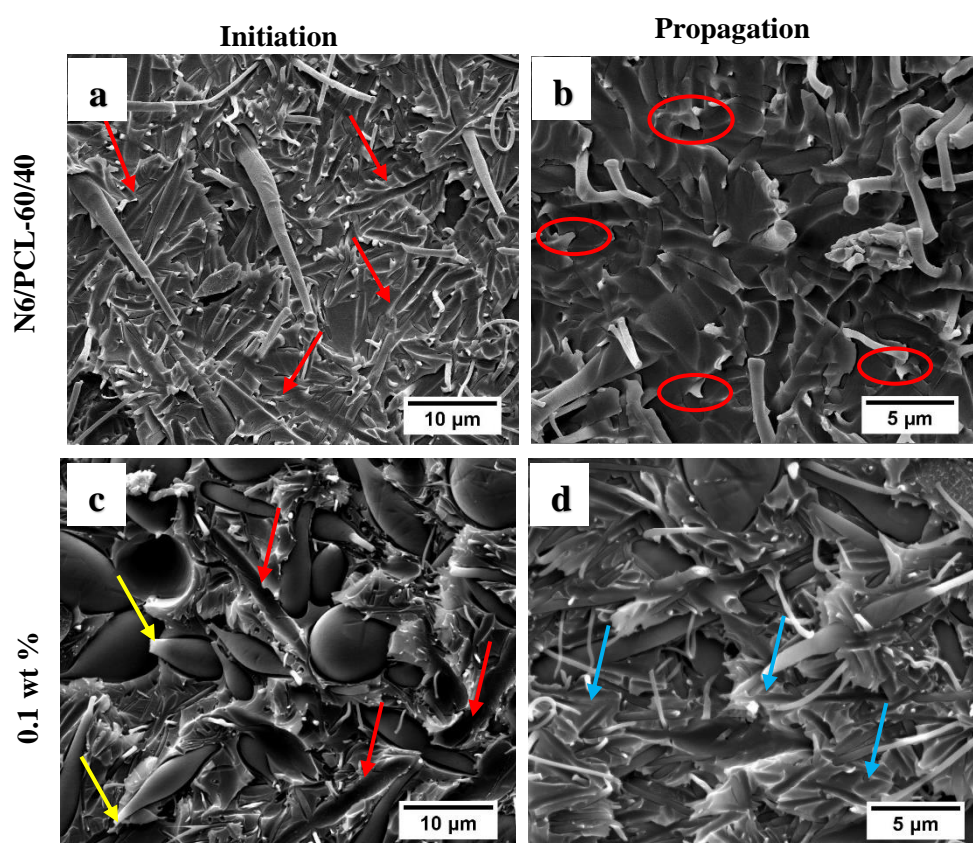 Initiation
Propagation
N6/PCL-60/40
a
b
10 µm
5 µm
0.1 wt %
c
d
10 µm
5 µm